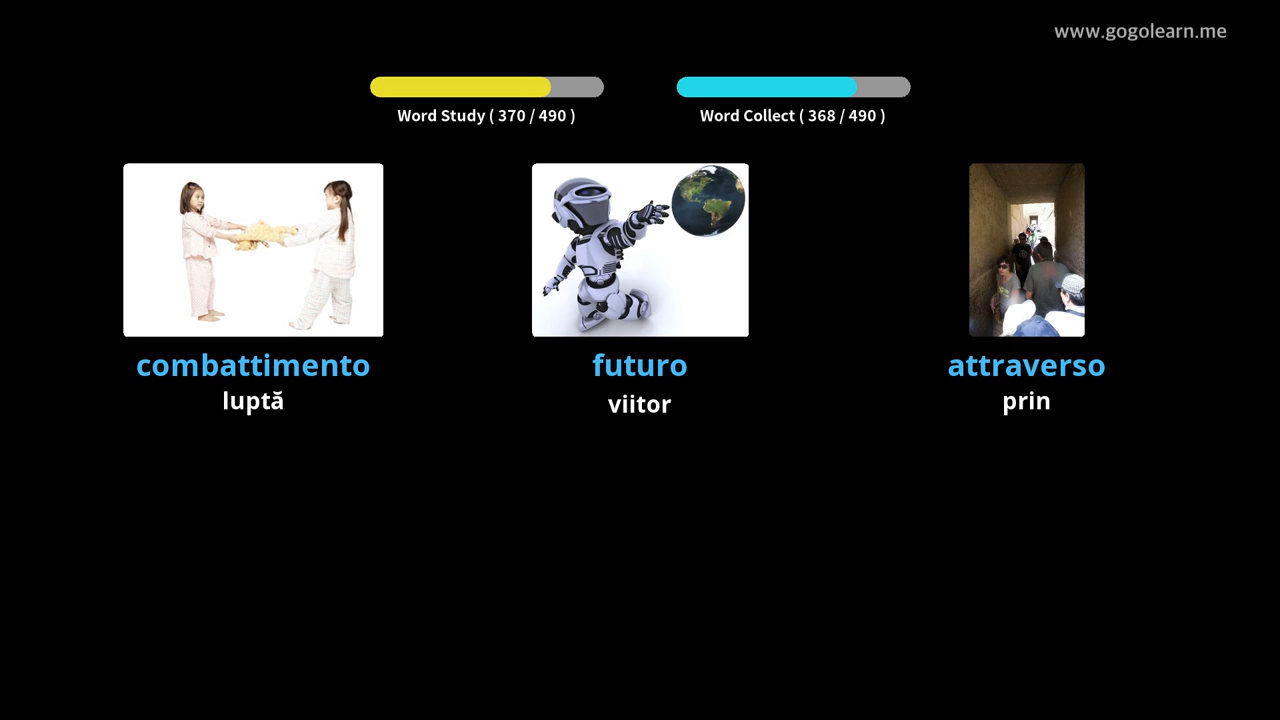 www.gogolearn.me
Word Study ( 370 / 490 )
Word Collect ( 368 / 490 )
combattimento
luptă
futuro
viitor
attraverso
prin